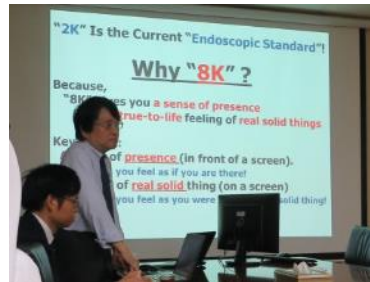 "2K" Is the Current "Endoscopic Standard"!
Why "8K" ?
Because,
"8K" es you a sense of presence
true-to-life feeling of real solid things
Key
of presence (in front of a screen).
you feel as if you are there!
of real solid thing (on a screen)
you feel as you were solid thing!